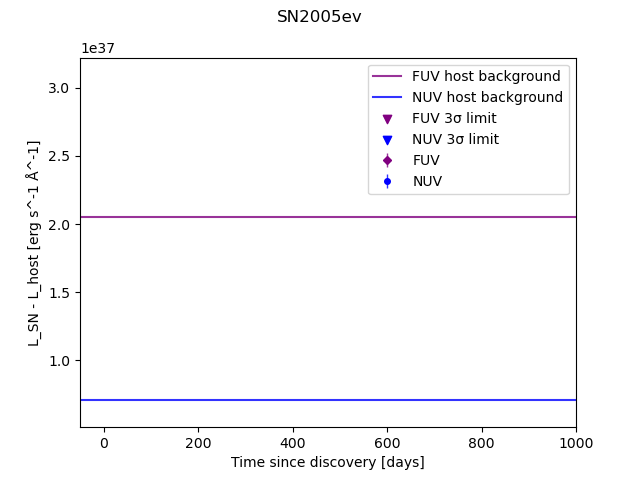 SN2005ev
1e37
FUV host background
NUV host background
FUV 3σ limit
NUV 3σ limit
FUV
NUV
3.0
2.5
2.0
1.5
1.0
L_SN - L_host [erg s^-1 Å^-1]
0 200 400 600 800 1000
Time since discovery [days]